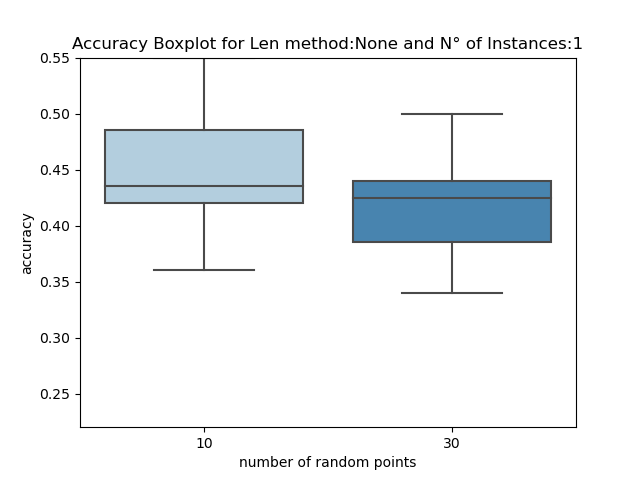 Accuracy Boxplot for Len method:None and N° of Instances:1
0.55
0.50
0.45
0.40
0.35
0.30
0.25
accuracy
10 30
number of random points